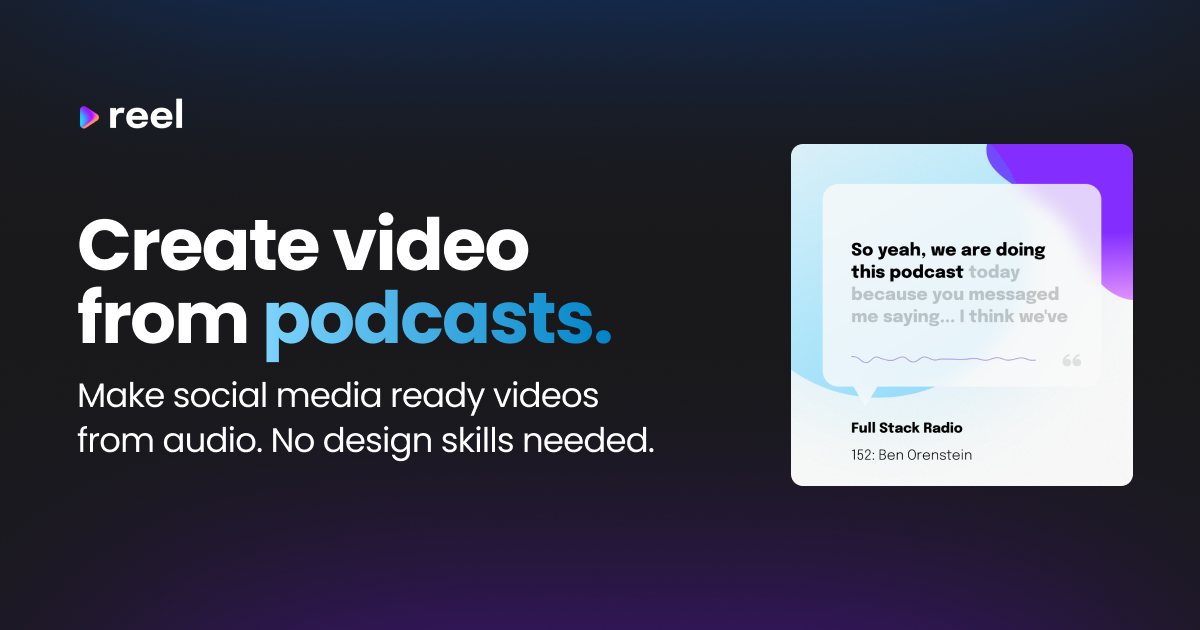 reel
Create video
from podcasts.
Make social media ready videos
from audio. No design skills needed.
So yeah, we are doing
this podcast today
because you messaged
me saying... I think we've
“
Full Stack Radio
152: Ben Orenstein